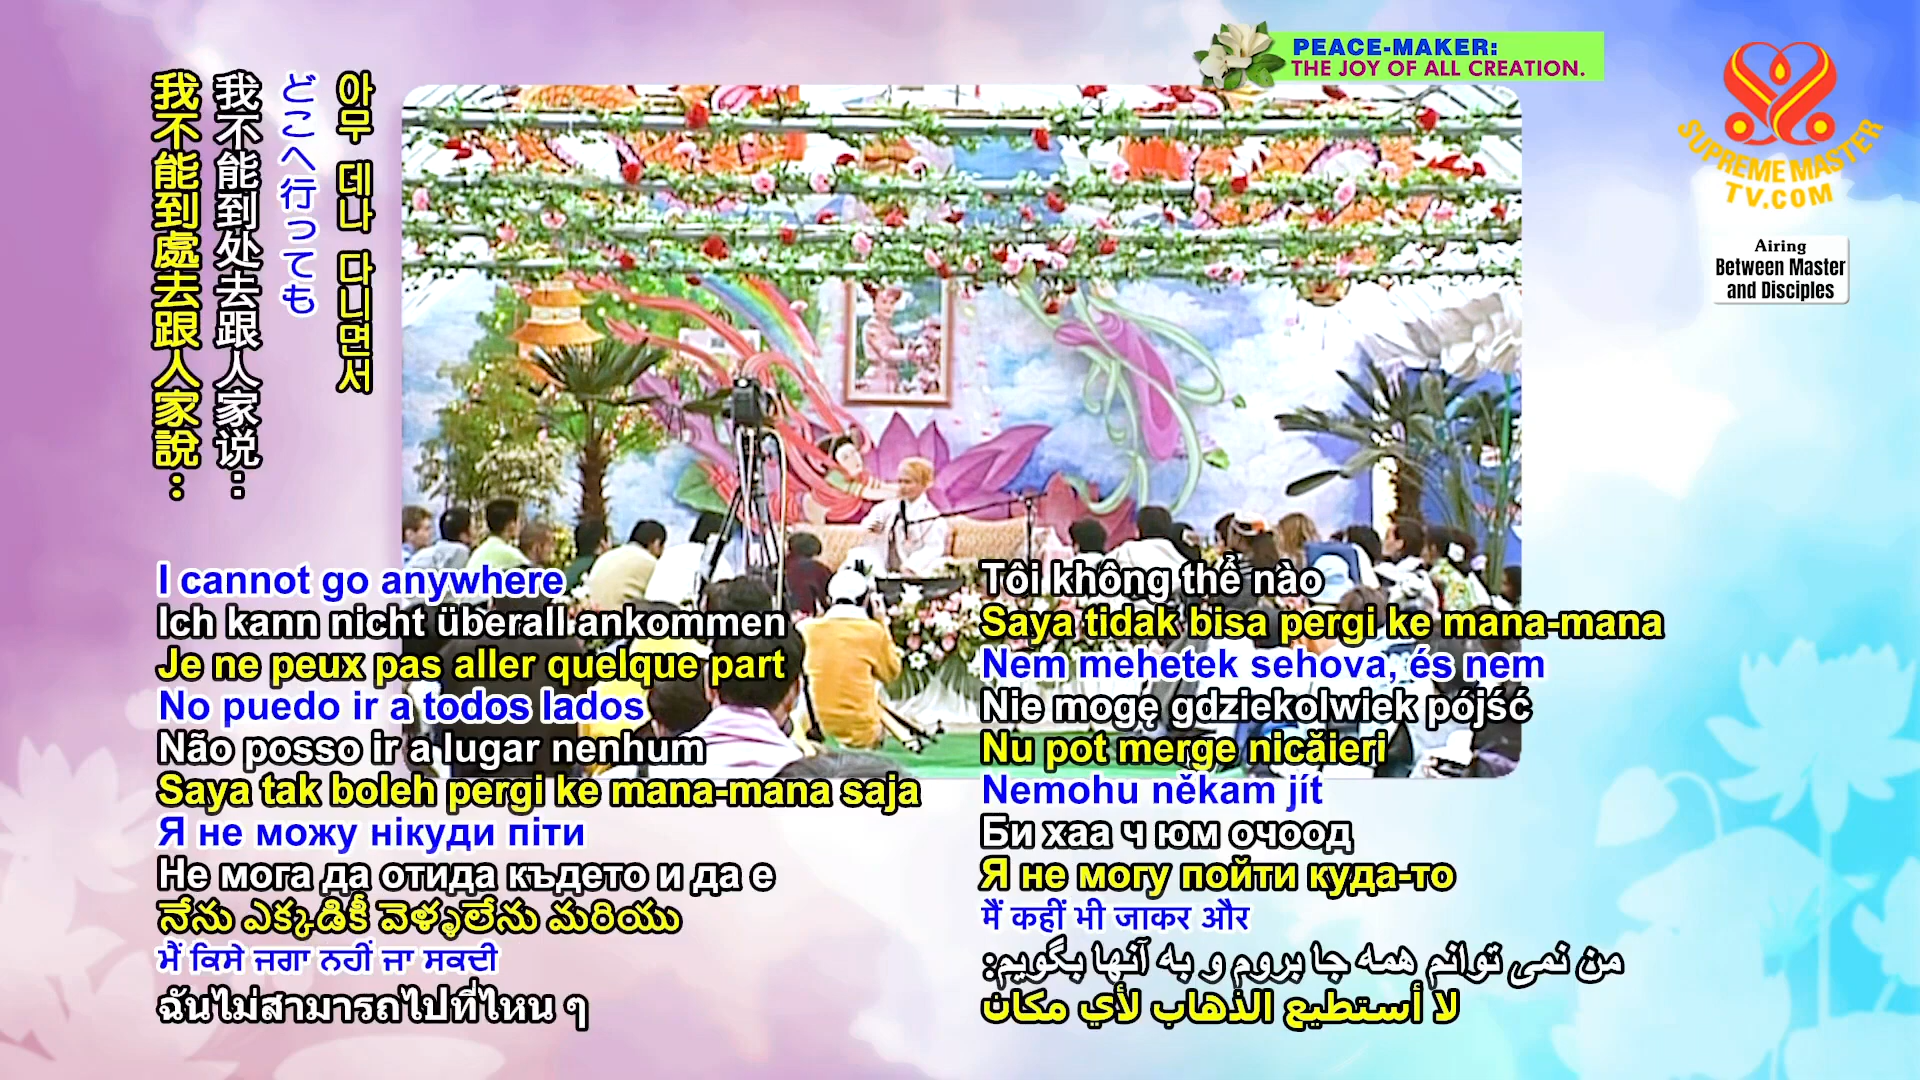 PEACE-MAKER:
THE JOY OF ALL CREATION.
SUPREME MASTER
TV.COM
Airing
Between Master
and Disciples
아무 데나 다니면서
どこへ行っても
我不能到处去跟人家说：
我不能到處去跟人家說：
I cannot go anywhere
Ich kann nicht überall ankommen
Je ne peux pas aller quelque part
No puedo ir a todos lados
Não posso ir a lugar nenhum
Saya tak boleh pergi ke mana-mana saja
Я не можу нікуди піти
Не мога да отида където и да е
నేను ఎక్కడికీ వెళ్ళలేను మరియు
ਮੈਂ ਕਿਸੇ ਜਗਾ ਨਹੀਂ ਜਾ ਸਕਦੀ
ฉันไม่สามารถไปที่ไหน ๆ
Tôi không thể nào
Saya tidak bisa pergi ke mana-mana
Nem mehetek sehova, és nem
Nie mogę gdziekolwiek pójść
Nu pot merge nicăieri
Nemohu někam jít
Би хаа ч юм очоод
Я не могу пойти куда-то
मैं कहीं भी जाकर और
من نمی توانم همه جا بروم و به آنها بگویم:
لا أستطيع الذهاب لأي مكان